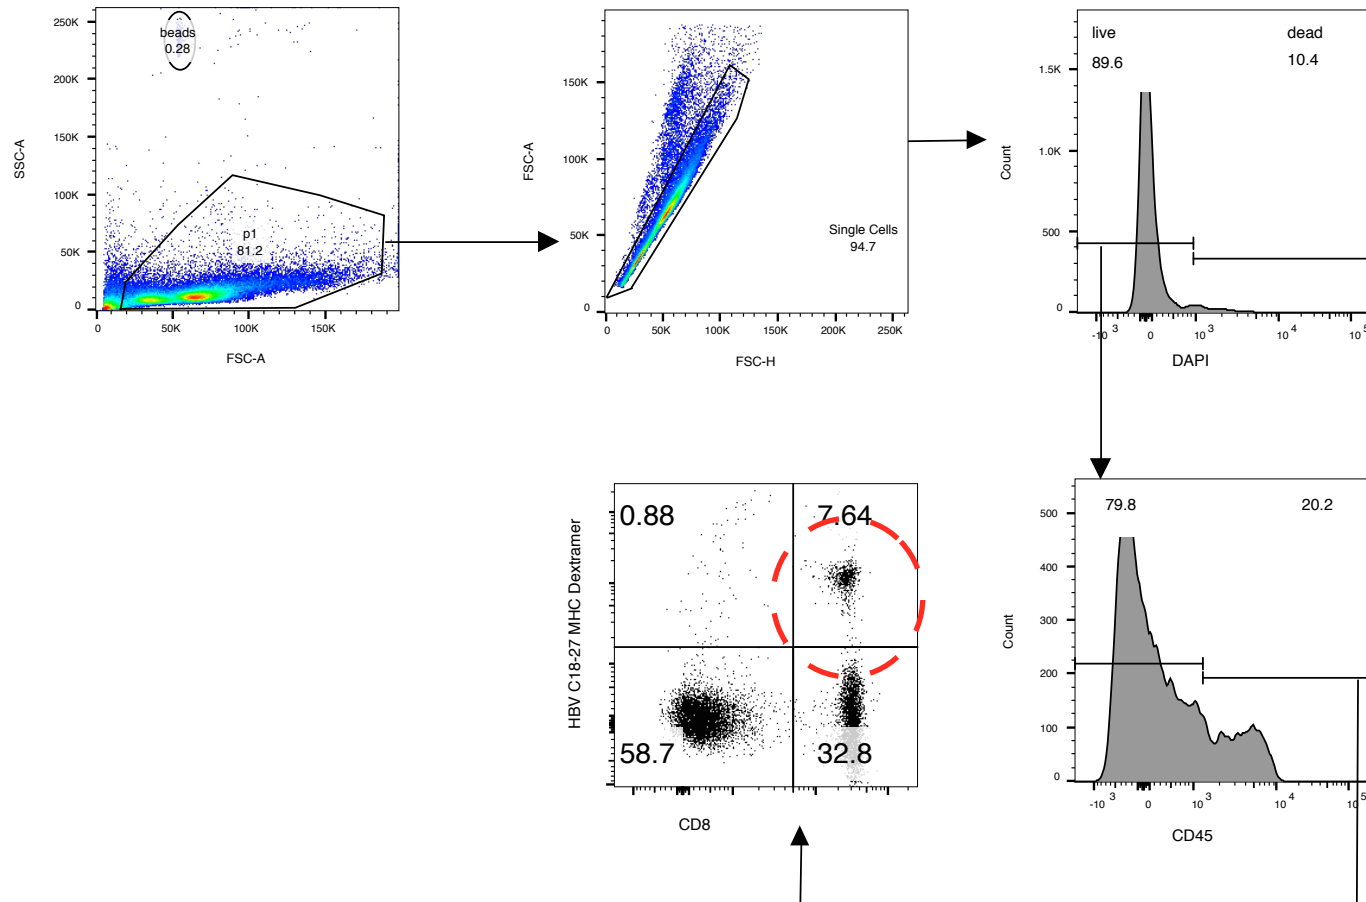 250K
200K
150K
100K
50K
0
SSC-A
beads
0.28
p1
81.2
0
50K
100K
150K
FSC-A
150K
100K
50K
0
FSC-A
Single Cells
94.7
0
50K
100K
150K
200K
250K
FSC-H
live
89.6
dead
10.4
1.5K
1.0K
500
0
Count
-10 3
0
10 3
10 4
10 5
DAPI
0.88
7.64
58.7
32.8
HBV C18-27 MHC Dextramer
CD8
79.8
20.2
500
400
300
200
100
0
Count
-10 3
0
10 3
10 4
10 5
CD45